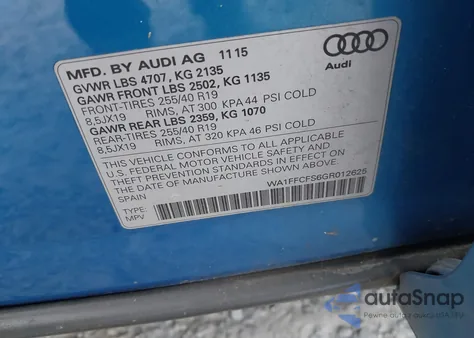 MFD. BY AUDI AG 11 15
GVWR LBS 4707, KG 2135
GAWR FRONT LBS 2502, KG 1135
FRONT-TIRES 255/40 R19
8,5JX19 RIMS, AT 300 KPA 44 PSI COLD
GAWR REAR LBS 2359, KG 1070
REAR-TIRES 255/40 R19
8,5JX19 RIMS, AT 320 KPA 46 PSI COLD
THIS VEHICLE CONFORMS TO ALL APPLICABLE
U.S. FEDERAL MOTOR VEHICLE SAFETY AND
THEFT PREVENTION STANDARDS IN EFFECT ON
THE DATE OF MANUFACTURE SHOWN ABOVE
SPAIN
WA1FFCFS6GR012625
TYPE:
MPV
Audi
autaSnap
Pewne auto